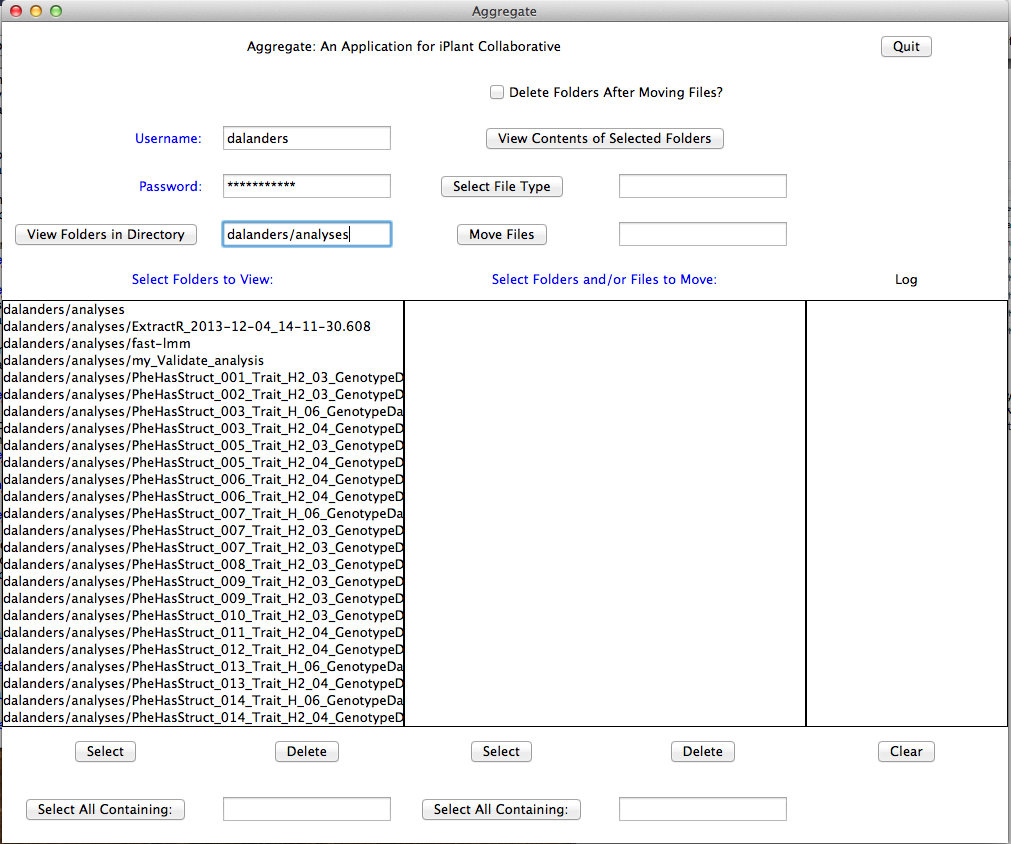 Aggregate
Aggregate: An Application for iPlant Collaborative
Quit
Delete Folders After Moving Files?
Username:
dalanders
View Contents of Selected Folders
Password:
***********
Select File Type
View Folders in Directory
dalanders/analyses
Move Files
Select Folders to View:
Select Folders and/or Files to Move:
Log
dalanders/analyses
dalanders/analyses/ExtractR_2013-12-04_14-11-30.608
dalanders/analyses/fast-lmm
dalanders/analyses/my_Validate_analysis
dalanders/analyses/PheHasStruct_001_Trait_H2_03_GenotypeD
dalanders/analyses/PheHasStruct_002_Trait_H2_03_GenotypeD
dalanders/analyses/PheHasStruct_003_Trait_H_06_GenotypeDa
dalanders/analyses/PheHasStruct_003_Trait_H2_04_GenotypeD
dalanders/analyses/PheHasStruct_005_Trait_H2_03_GenotypeD
dalanders/analyses/PheHasStruct_005_Trait_H2_04_GenotypeD
dalanders/analyses/PheHasStruct_006_Trait_H2_04_GenotypeD
dalanders/analyses/PheHasStruct_006_Trait_H2_04_GenotypeD
dalanders/analyses/PheHasStruct_007_Trait_H_06_GenotypeDa
dalanders/analyses/PheHasStruct_007_Trait_H2_03_GenotypeD
dalanders/analyses/PheHasStruct_007_Trait_H2_03_GenotypeD
dalanders/analyses/PheHasStruct_008_Trait_H2_03_GenotypeD
dalanders/analyses/PheHasStruct_009_Trait_H2_03_GenotypeD
dalanders/analyses/PheHasStruct_009_Trait_H2_03_GenotypeD
dalanders/analyses/PheHasStruct_010_Trait_H2_03_GenotypeD
dalanders/analyses/PheHasStruct_011_Trait_H2_04_GenotypeD
dalanders/analyses/PheHasStruct_012_Trait_H2_04_GenotypeD
dalanders/analyses/PheHasStruct_013_Trait_H_06_GenotypeDa
dalanders/analyses/PheHasStruct_013_Trait_H2_04_GenotypeD
dalanders/analyses/PheHasStruct_014_Trait_H_06_GenotypeDa
dalanders/analyses/PheHasStruct_014_Trait_H2_04_GenotypeD
Select
Delete
Select
Delete
Clear
Select All Containing:
Select All Containing: